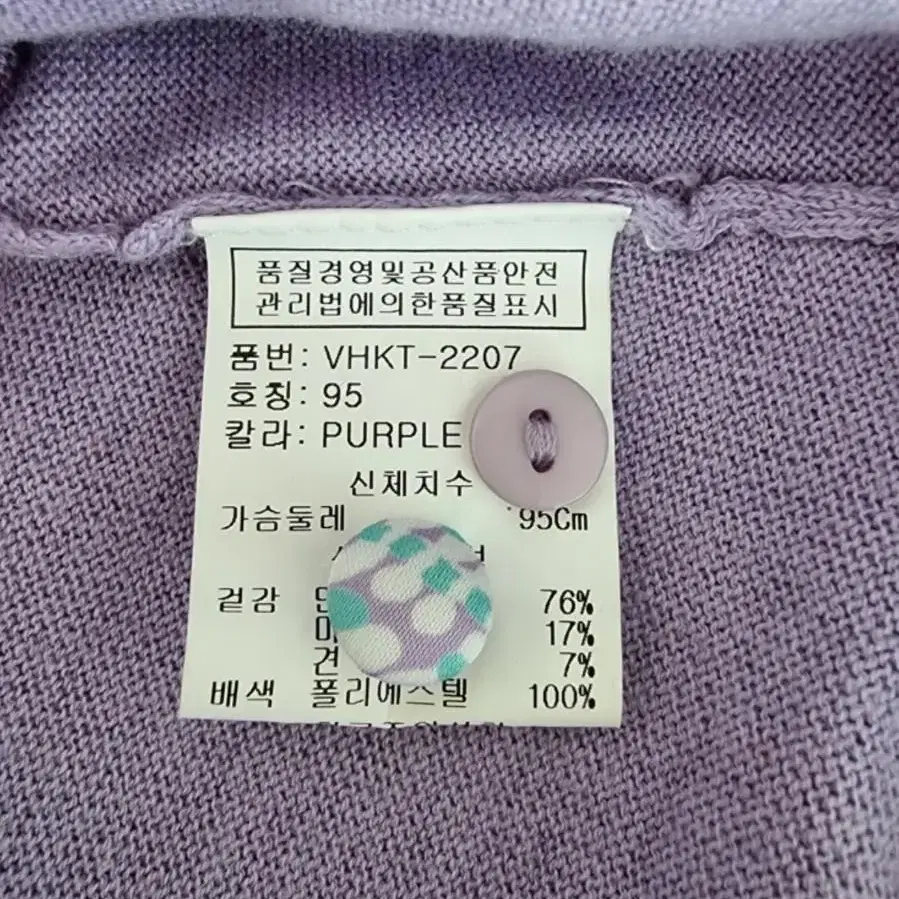 품질경영및공산품안전
관리법에의한품질표시
품번: VHKT-2207
호칭: 95
칼라: PURPLE
신체치수
가슴둘레 95Cm
겉감 76%
17%
견 7%
배색 폴리에스텔 100%